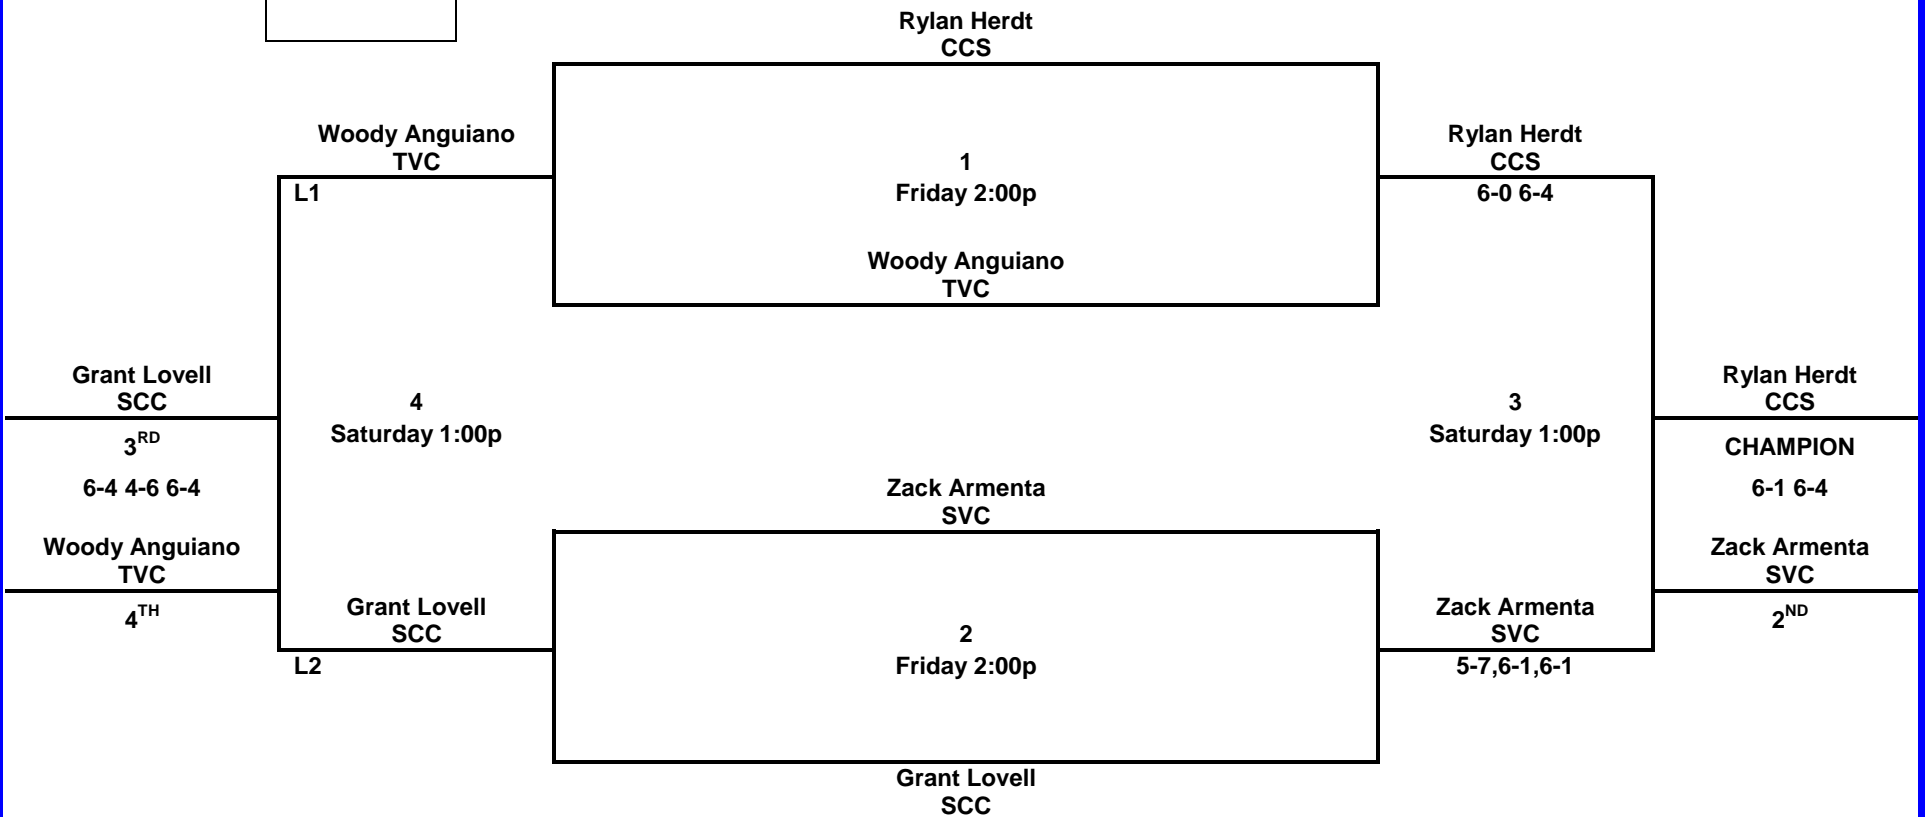 Rylan Herdt
CCS
Woody Anguiano
TVC
L1
1
Friday 2:00p
Rylan Herdt
CCS
6-0 6-4
Woody Anguiano
TVC
Grant Lovell
SCC
3RD
6-4 4-6 6-4
4
Saturday 1:00p
3
Saturday 1:00p
Rylan Herdt
CCS
CHAMPION
6-1 6-4
Zack Armenta
SVC
Woody Anguiano
TVC
4TH
Zack Armenta
SVC
2ND
Grant Lovell
SCC
L2
2
Friday 2:00p
Zack Armenta
SVC
5-7,6-1,6-1
Grant Lovell
SCC